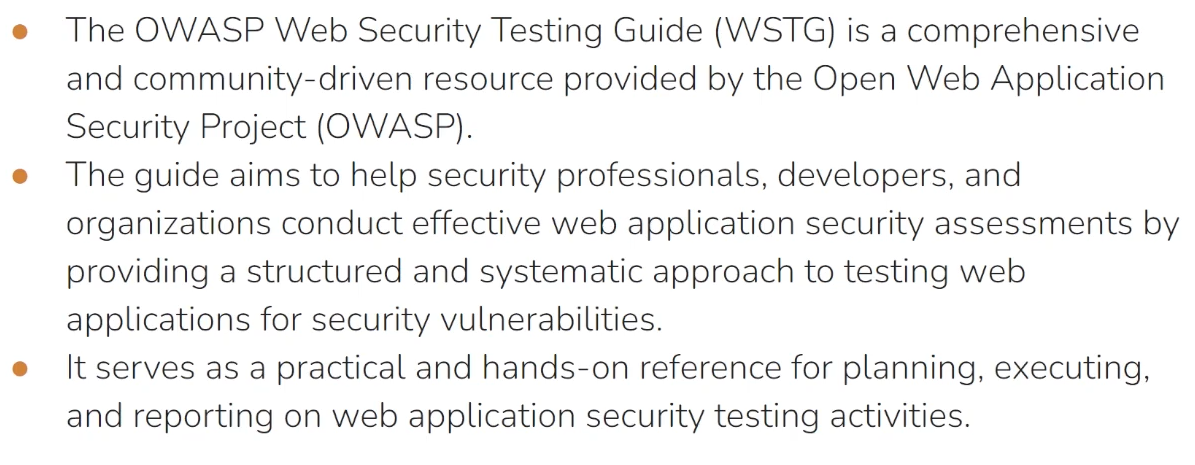 • The OWASP Web Security Testing Guide (WSTG) is a comprehensive
and community-driven resource provided by the Open Web Application
Security Project (OWASP).
• The guide aims to help security professionals, developers, and
organizations conduct effective web application security assessments by
providing a structured and systematic approach to testing web
applications for security vulnerabilities.
• It serves as a practical and hands-on reference for planning, executing,
and reporting on web application security testing activities.